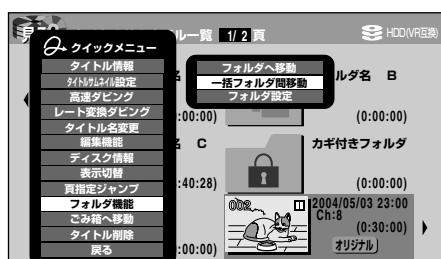 ル一覧 1/ 2 頁
HDD(VR互換)
クイックメニュー
タイトル情報
タイトルサムネイル設定
高速ダビング
レート変換ダビング
タイトル名変更
編集機能
ディスク情報
表示切替
頁指定ジャンプ
フォルダ機能
ごみ箱へ移動
タイトル削除
戻る
フォルダへ移動
一括フォルダ間移動
フォルダ設定
ルダ名 B
:00:00)
(0:00:00)
C
カギ付きフォルダ
:40:28)
(0:00:00)
002
2004/05/03 23:00
Ch:8
(0:30:00)
オリジナル
:00:00)